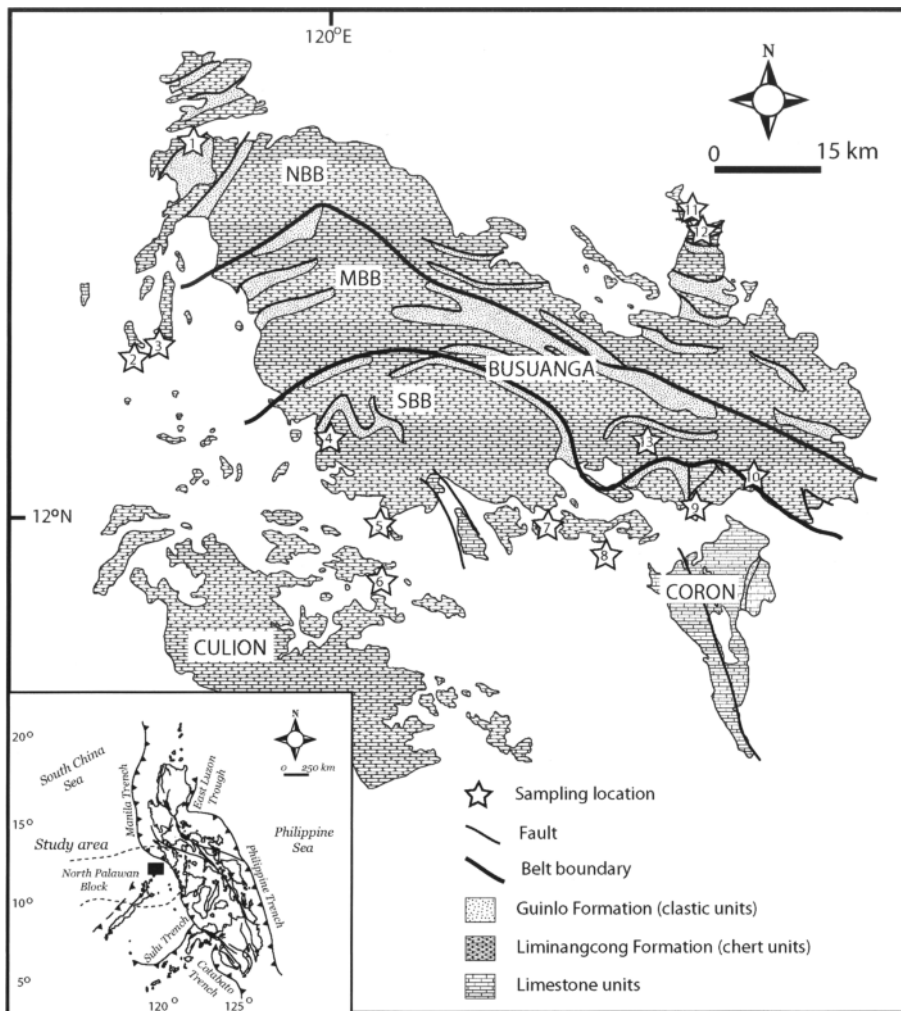 120°E
N
0 15 km
1
NBB
1
2
MBB
3
2
BUSUANGA
SBB
4
3
10
9
12°N
5
7
8
6
CORON
CULION
N
0 250 km
20°
South China
Sea
East Luzon
Trough
Manila Trench
15°
Study area
Philippine
Sea
North Palawan
Block
Philippine Trench
10°
Sulu Trench
Cotabato
Trench
5°
120°
125°
Sampling location
Fault
Belt boundary
Guinlo Formation (clastic units)
Liminangcong Formation (chert units)
Limestone units